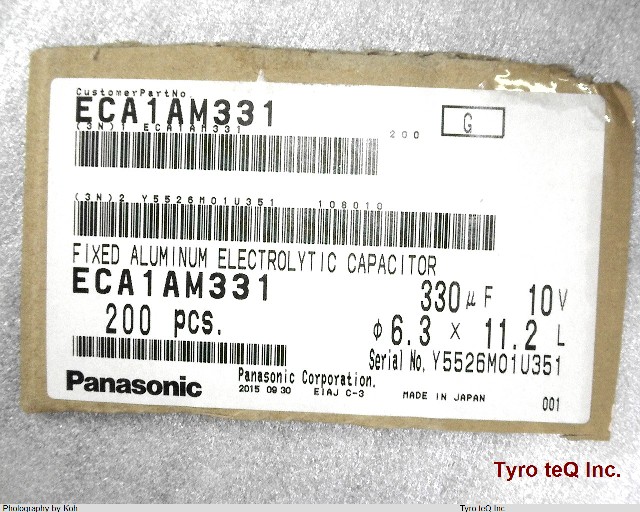 CustomerPartNo.
ECA1AM331
(3N)1 ECA1AM331 200
G
(3N)2 Y5526M01U351 108010
FIXED ALUMINUM ELECTROLYTIC CAPACITOR
ECA1AM331 330μF 10V
200 pcs. φ6.3 × 11.2 L
Serial No. Y5526M01U351
Panasonic
Panasonic Corporation.
2015 09 30 EIAJ C-3 MADE IN JAPAN 001
Tyro teQ Inc.
Photography by Koh Tyro teQ Inc